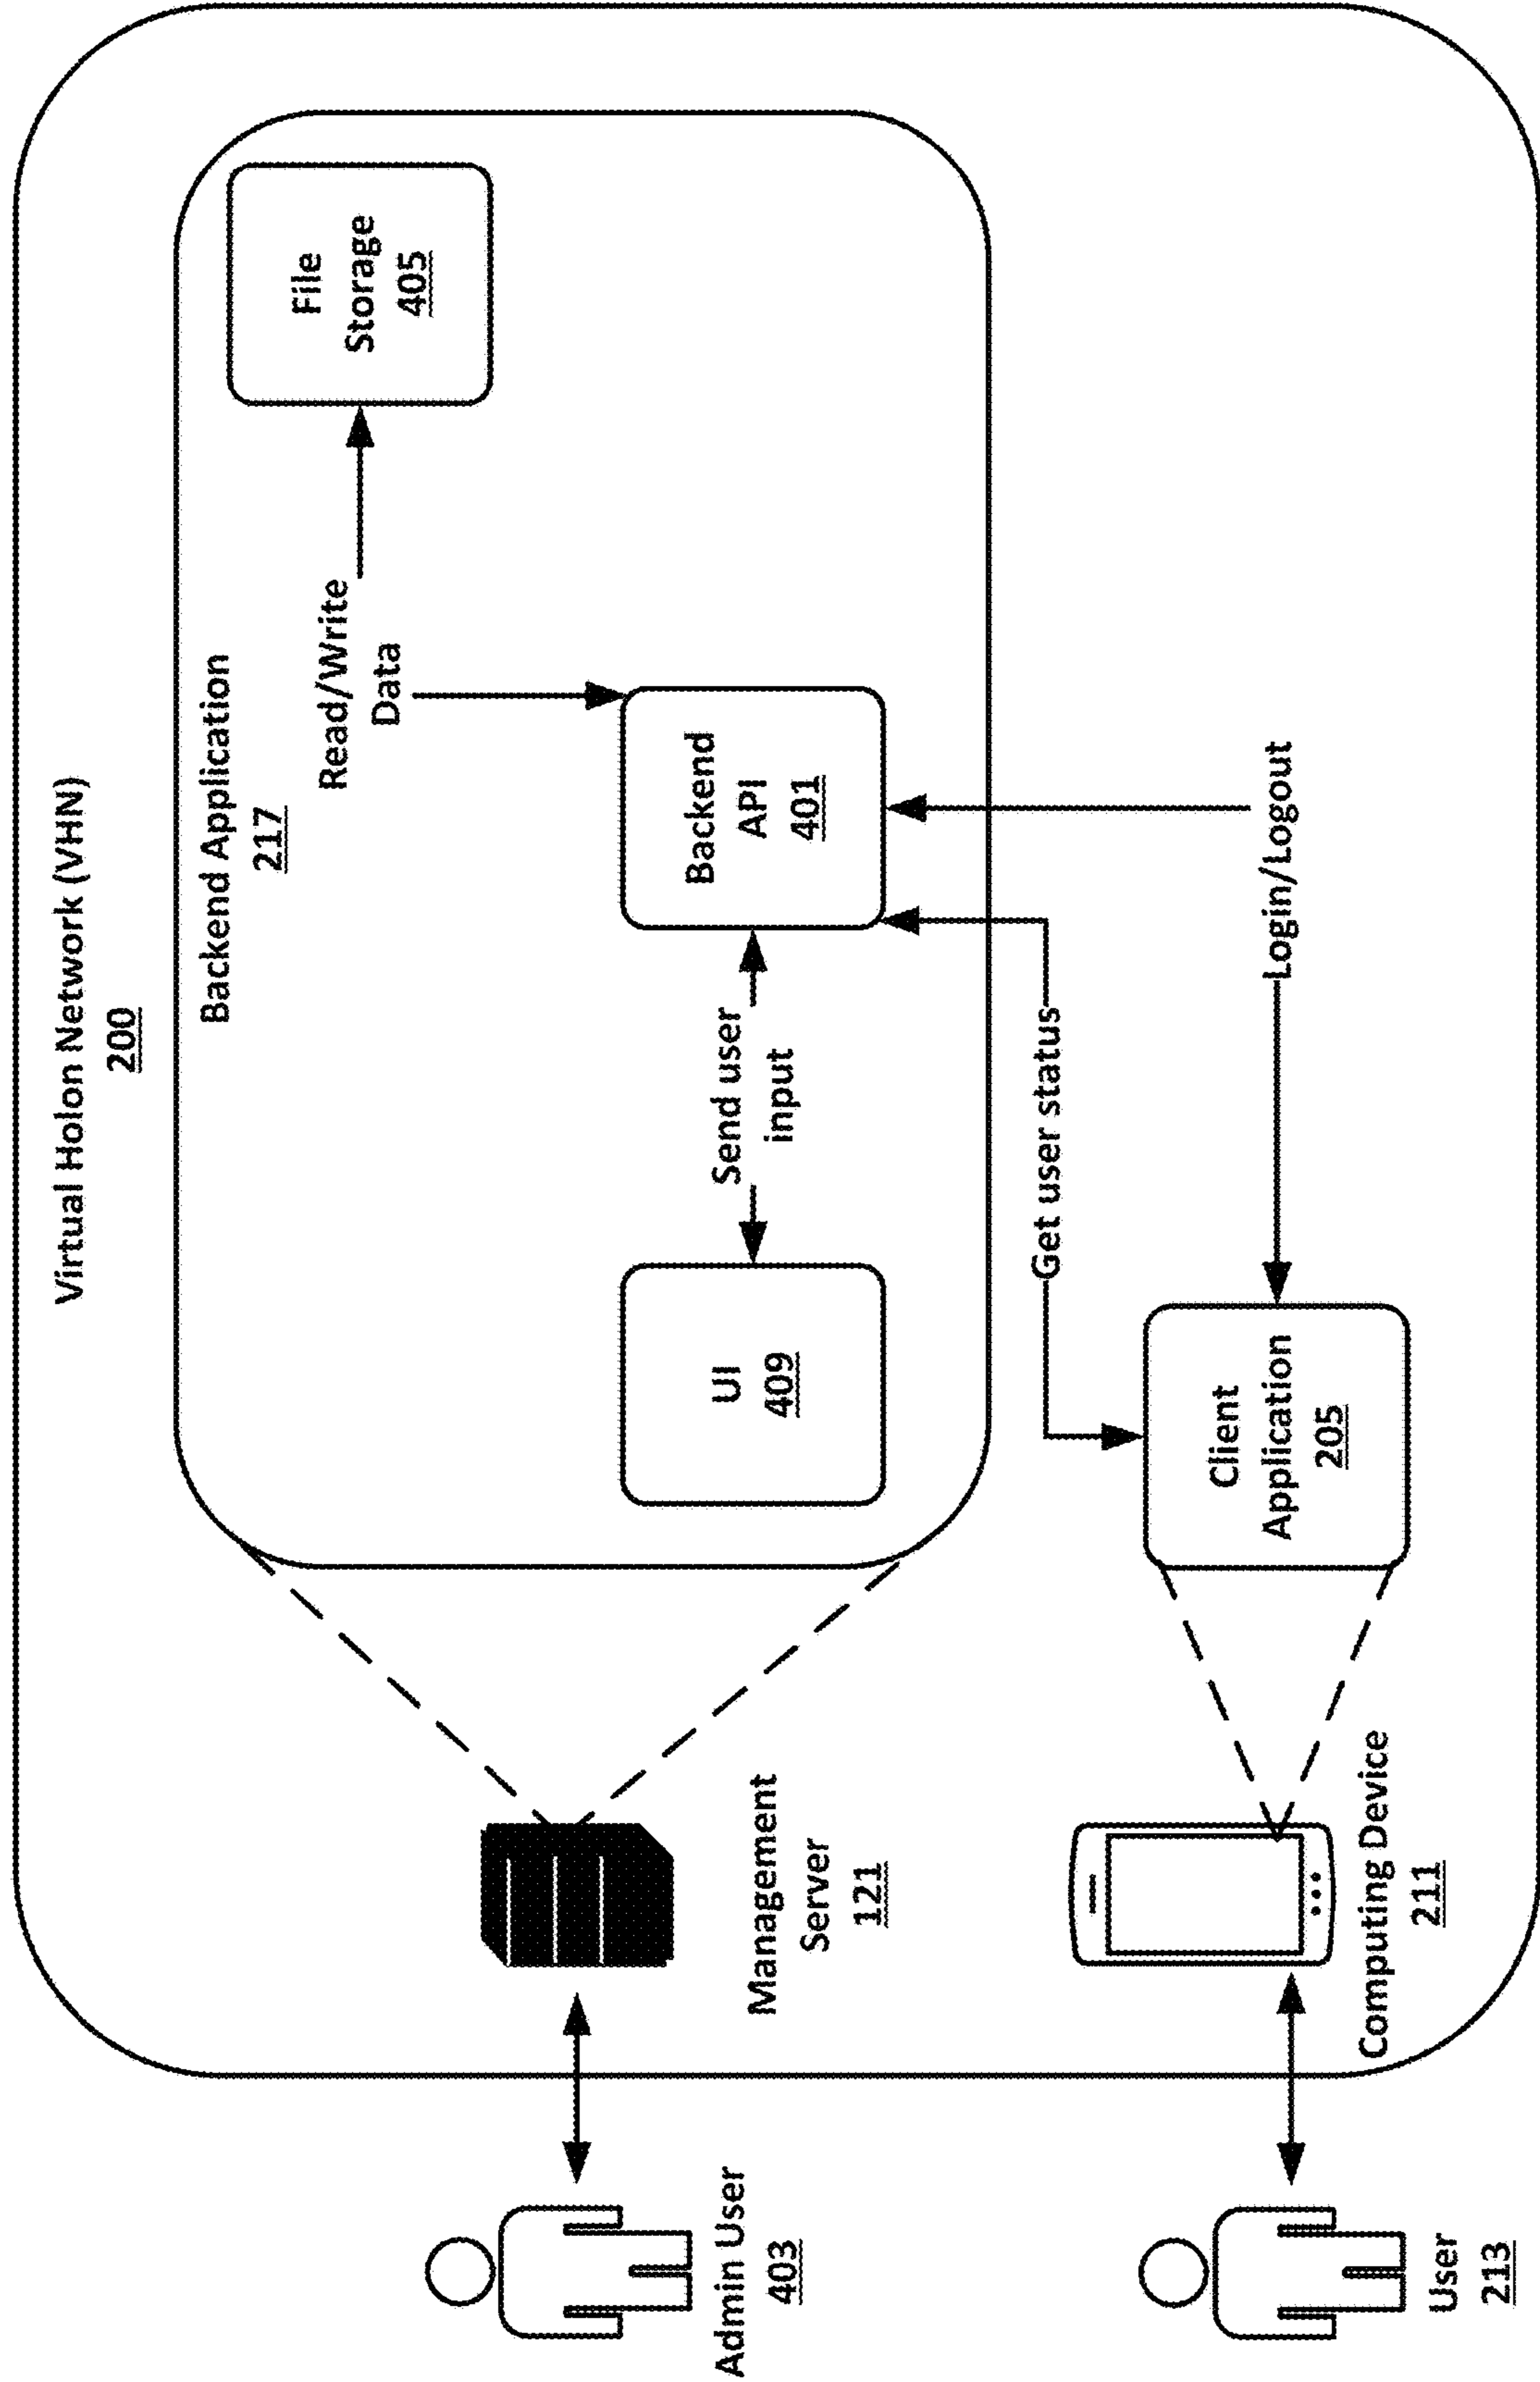 Virtual Holon Network (VHN)
200
Backend Application
217
File
Storage
405
Read/Write
Data
Backend
API
401
Send user
input
UI
409
Get user status
Login/Logout
Client
Application
205
Management
Server
121
Computing Device
211
Admin User
403
User
213